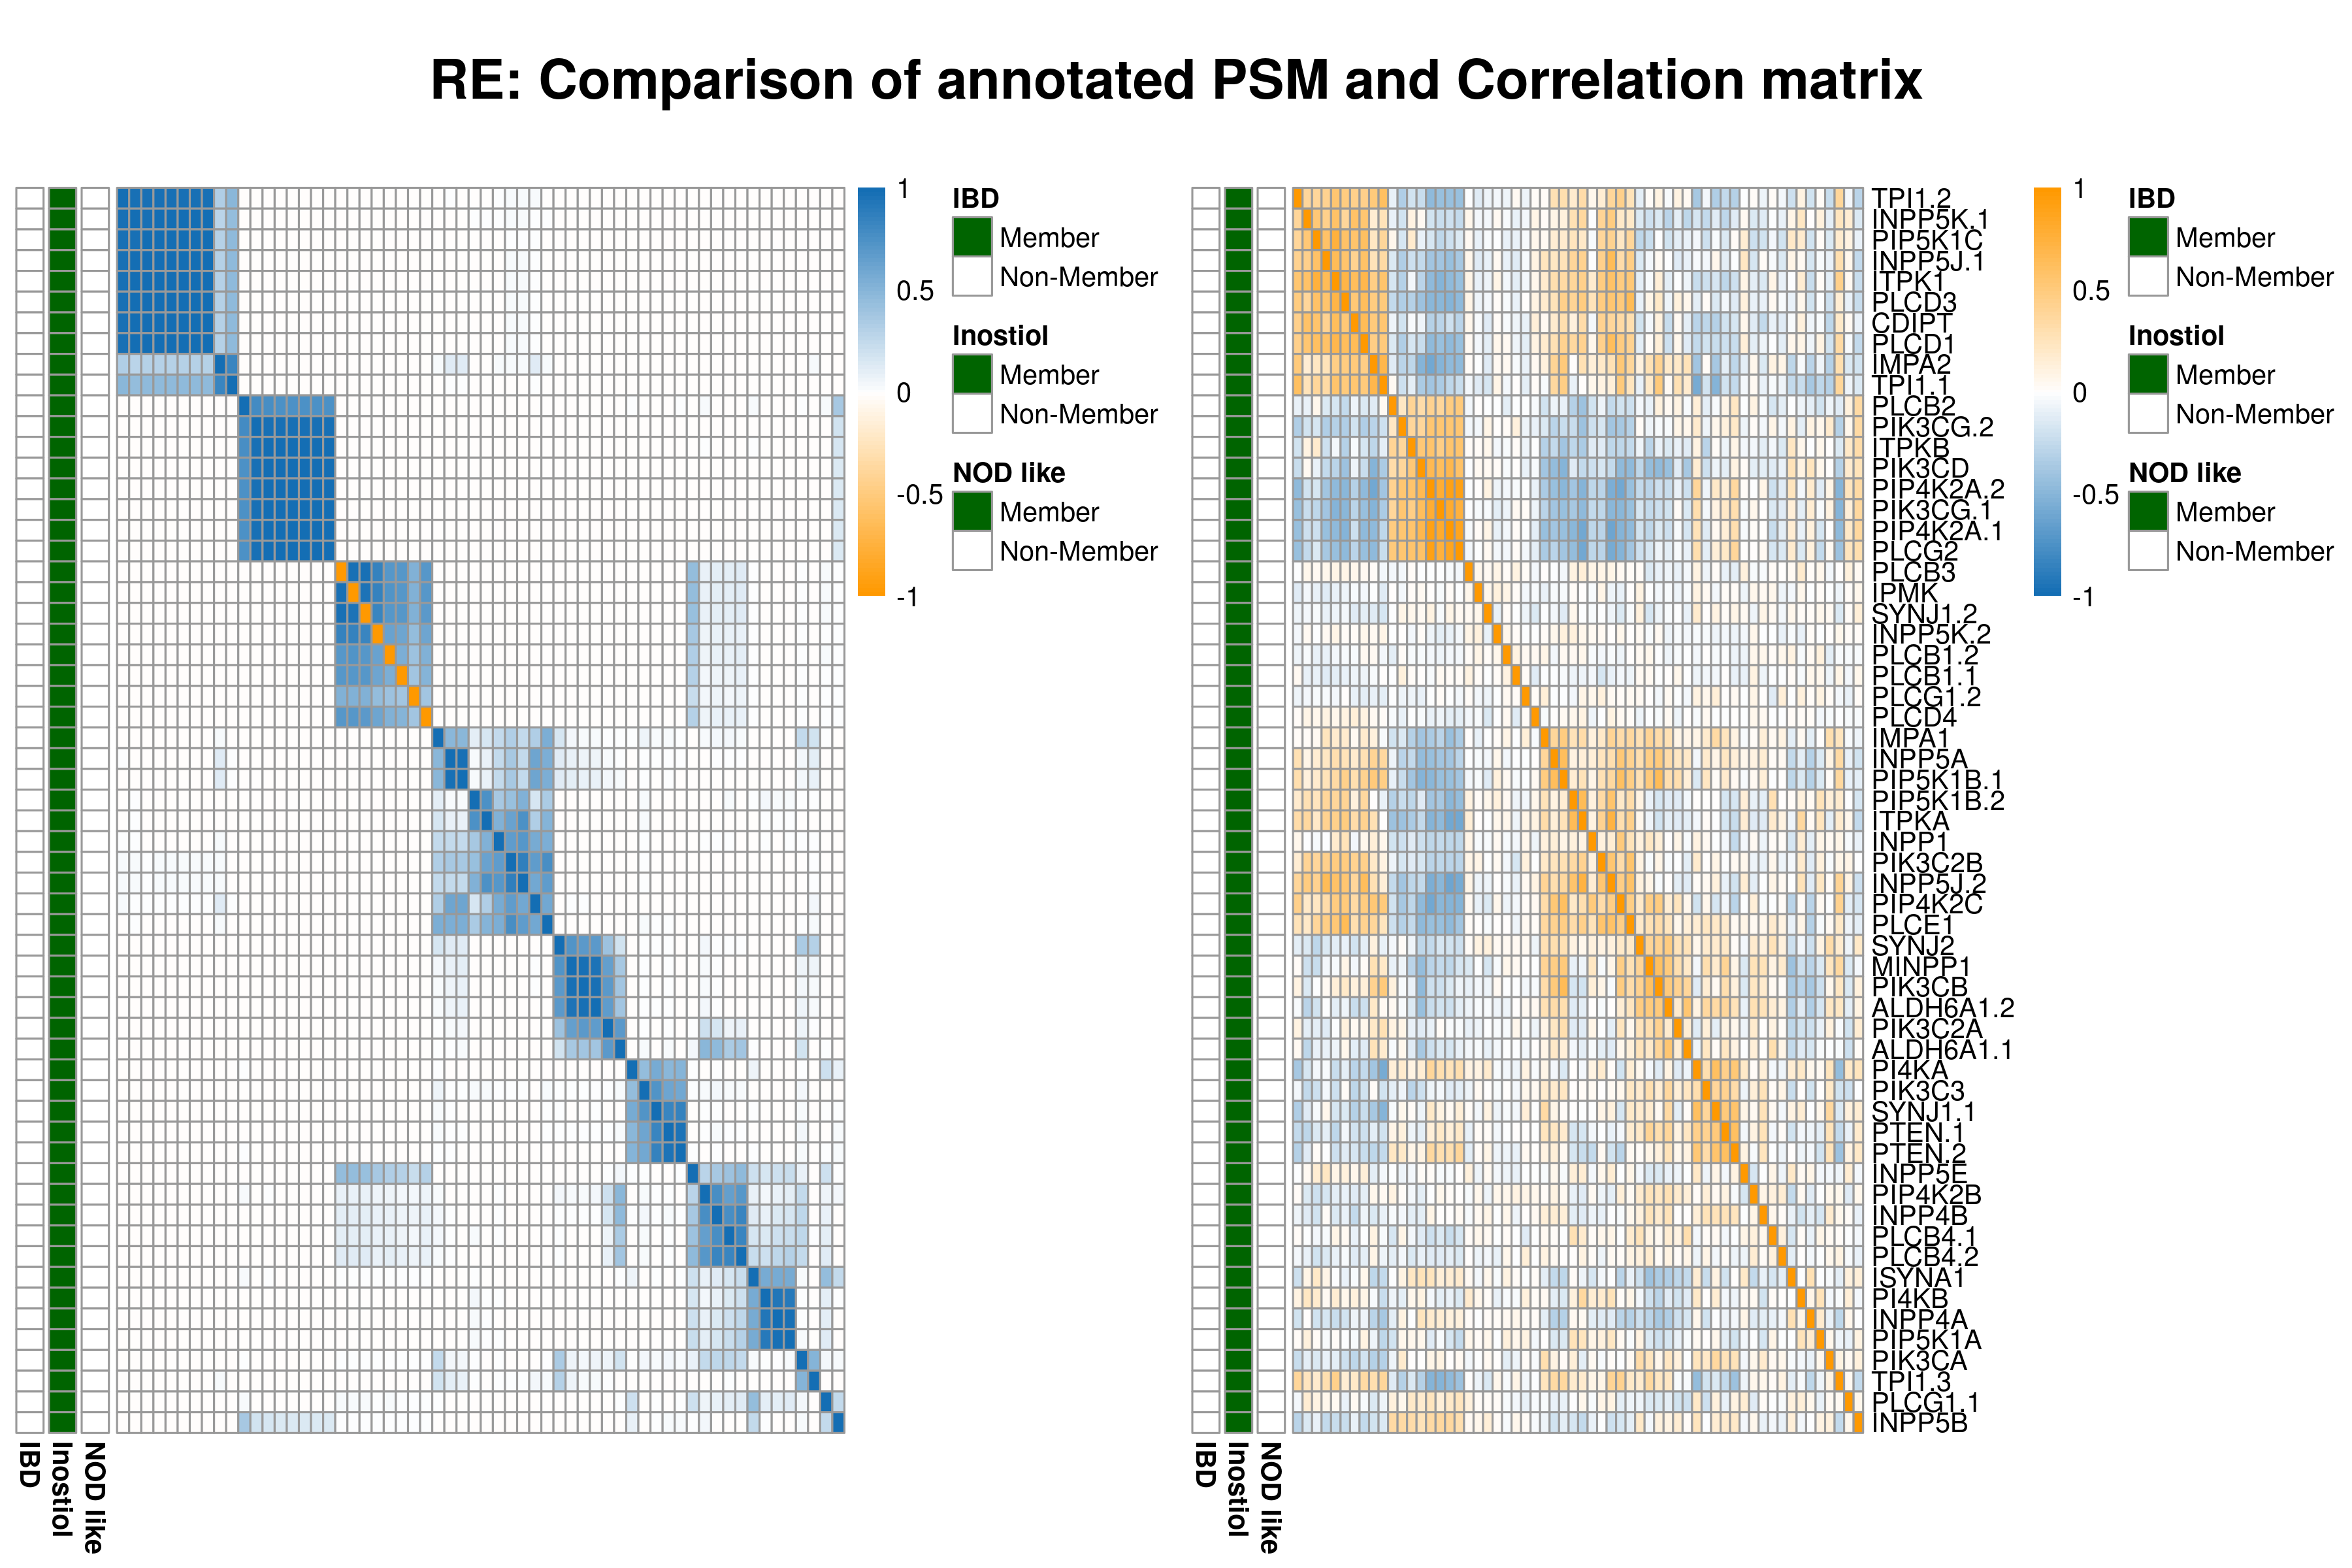 RE: Comparison of annotated PSM and Correlation matrix
1
0.5
0
-0.5
-1
IBD
Member
Non-Member
Inostiol
Member
Non-Member
NOD like
Member
Non-Member
IBD
Inostiol
NOD like
TPI1.2
INPP5K.1
PIP5K1C
INPP5J.1
ITPK1
PLCD3
CDIPT
PLCD1
IMPA2
TPI1.1
PLCB2
PIK3CG.2
ITPKB
PIK3CD
PIP4K2A.2
PIK3CG.1
PIP4K2A.1
PLCG2
PLCB3
IPMK
SYNJ1.2
INPP5K.2
PLCB1.2
PLCB1.1
PLCG1.2
PLCD4
IMPA1
INPP5A
PIP5K1B.1
PIP5K1B.2
ITPKA
INPP1
PIK3C2B
INPP5J.2
PIP4K2C
PLCE1
SYNJ2
MINPP1
PIK3CB
ALDH6A1.2
PIK3C2A
ALDH6A1.1
PI4KA
PIK3C3
SYNJ1.1
PTEN.1
PTEN.2
INPP5E
PIP4K2B
INPP4B
PLCB4.1
PLCB4.2
ISYNA1
PI4KB
INPP4A
PIP5K1A
PIK3CA
TPI1.3
PLCG1.1
INPP5B
1
0.5
0
-0.5
-1
IBD
Member
Non-Member
Inostiol
Member
Non-Member
NOD like
Member
Non-Member
IBD
Inostiol
NOD like